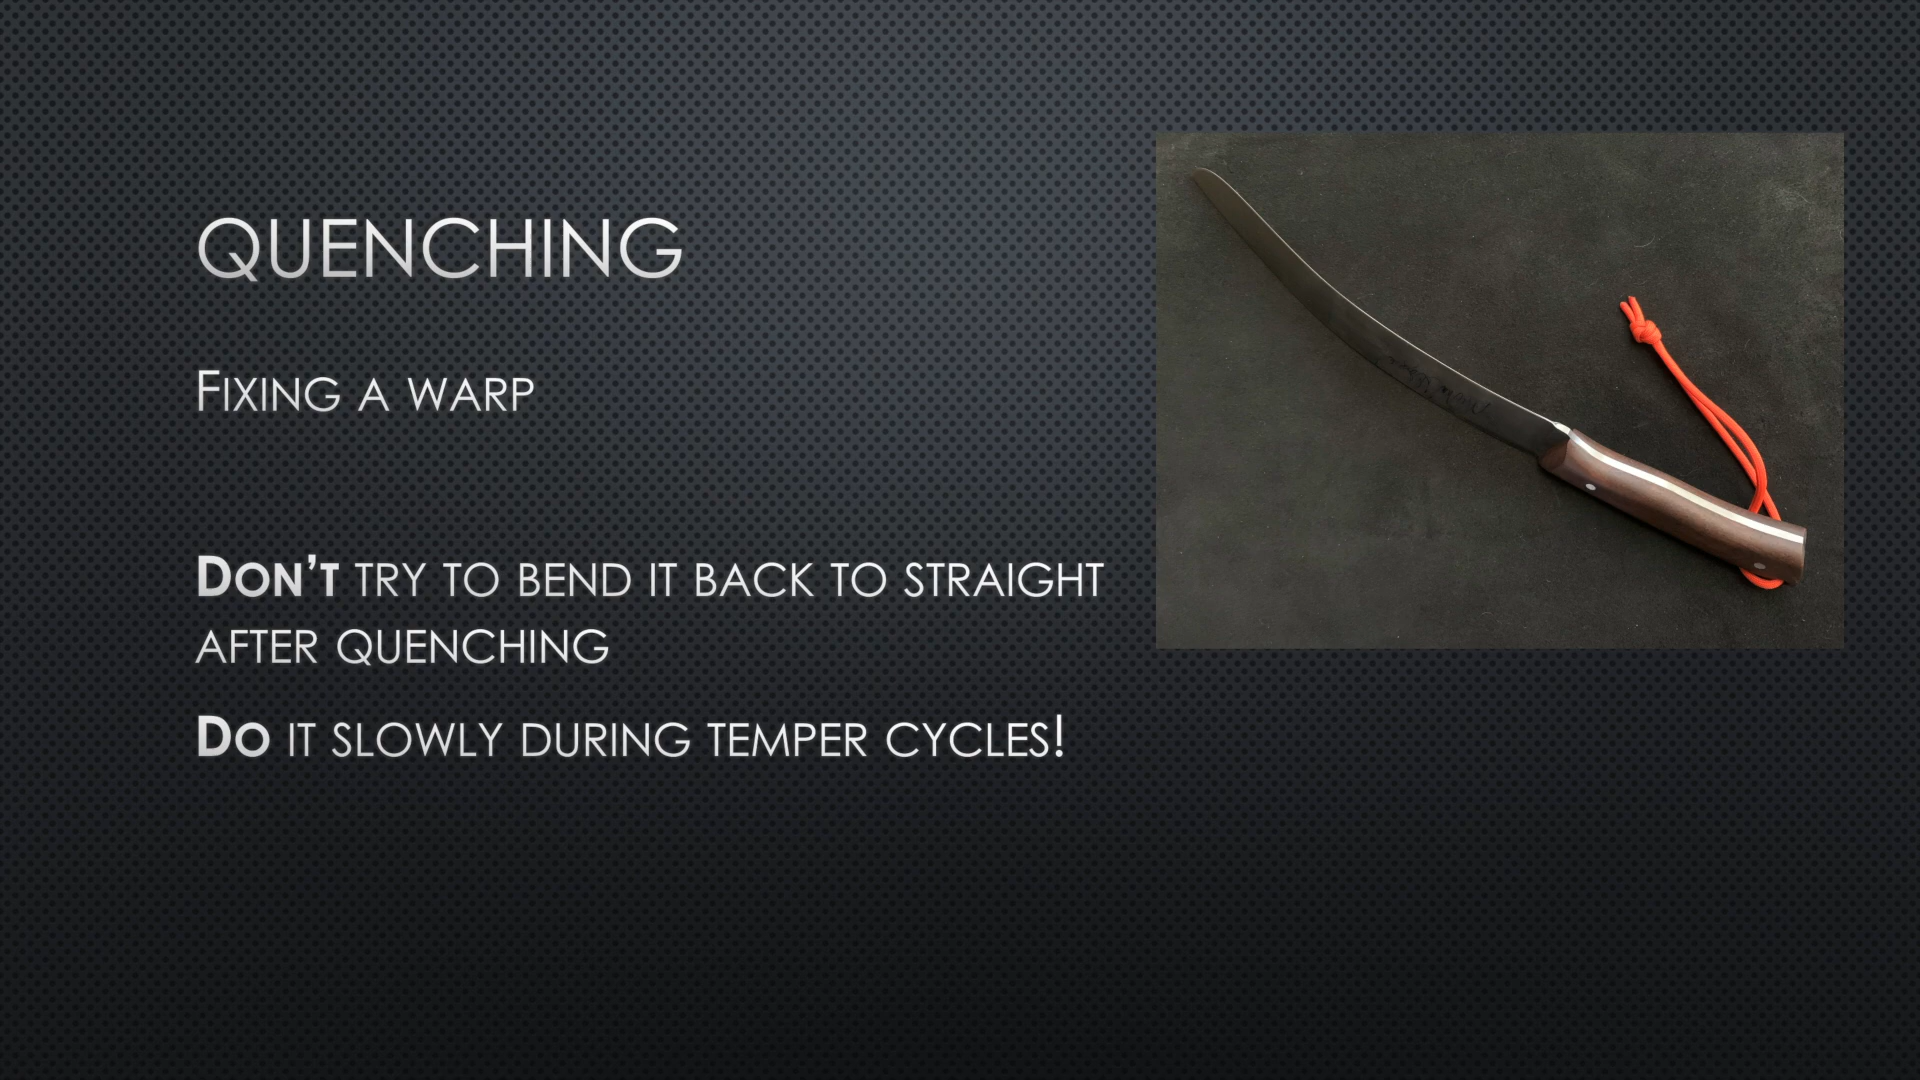 QUENCHING
FIXING A WARP
DON'T TRY TO BEND IT BACK TO STRAIGHT
AFTER QUENCHING
DO IT SLOWLY DURING TEMPER CYCLES!